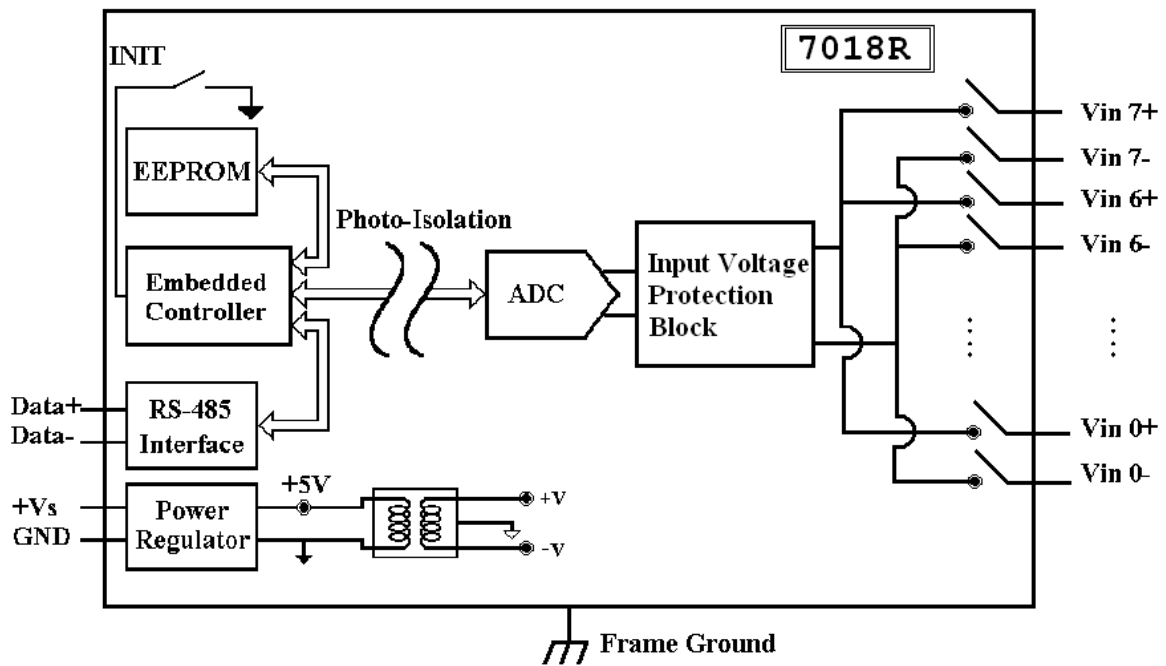 7018R
INIT
EEPROM
Photo-Isolation
Embedded
Controller
ADC
Input Voltage
Protection
Block
Vin 7+
Vin 7-
Vin 6+
Vin 6-
Vin 0+
Vin 0-
Data+
Data-
RS-485
Interface
+Vs
GND
Power
Regulator
+5V
+V
-V
Frame Ground